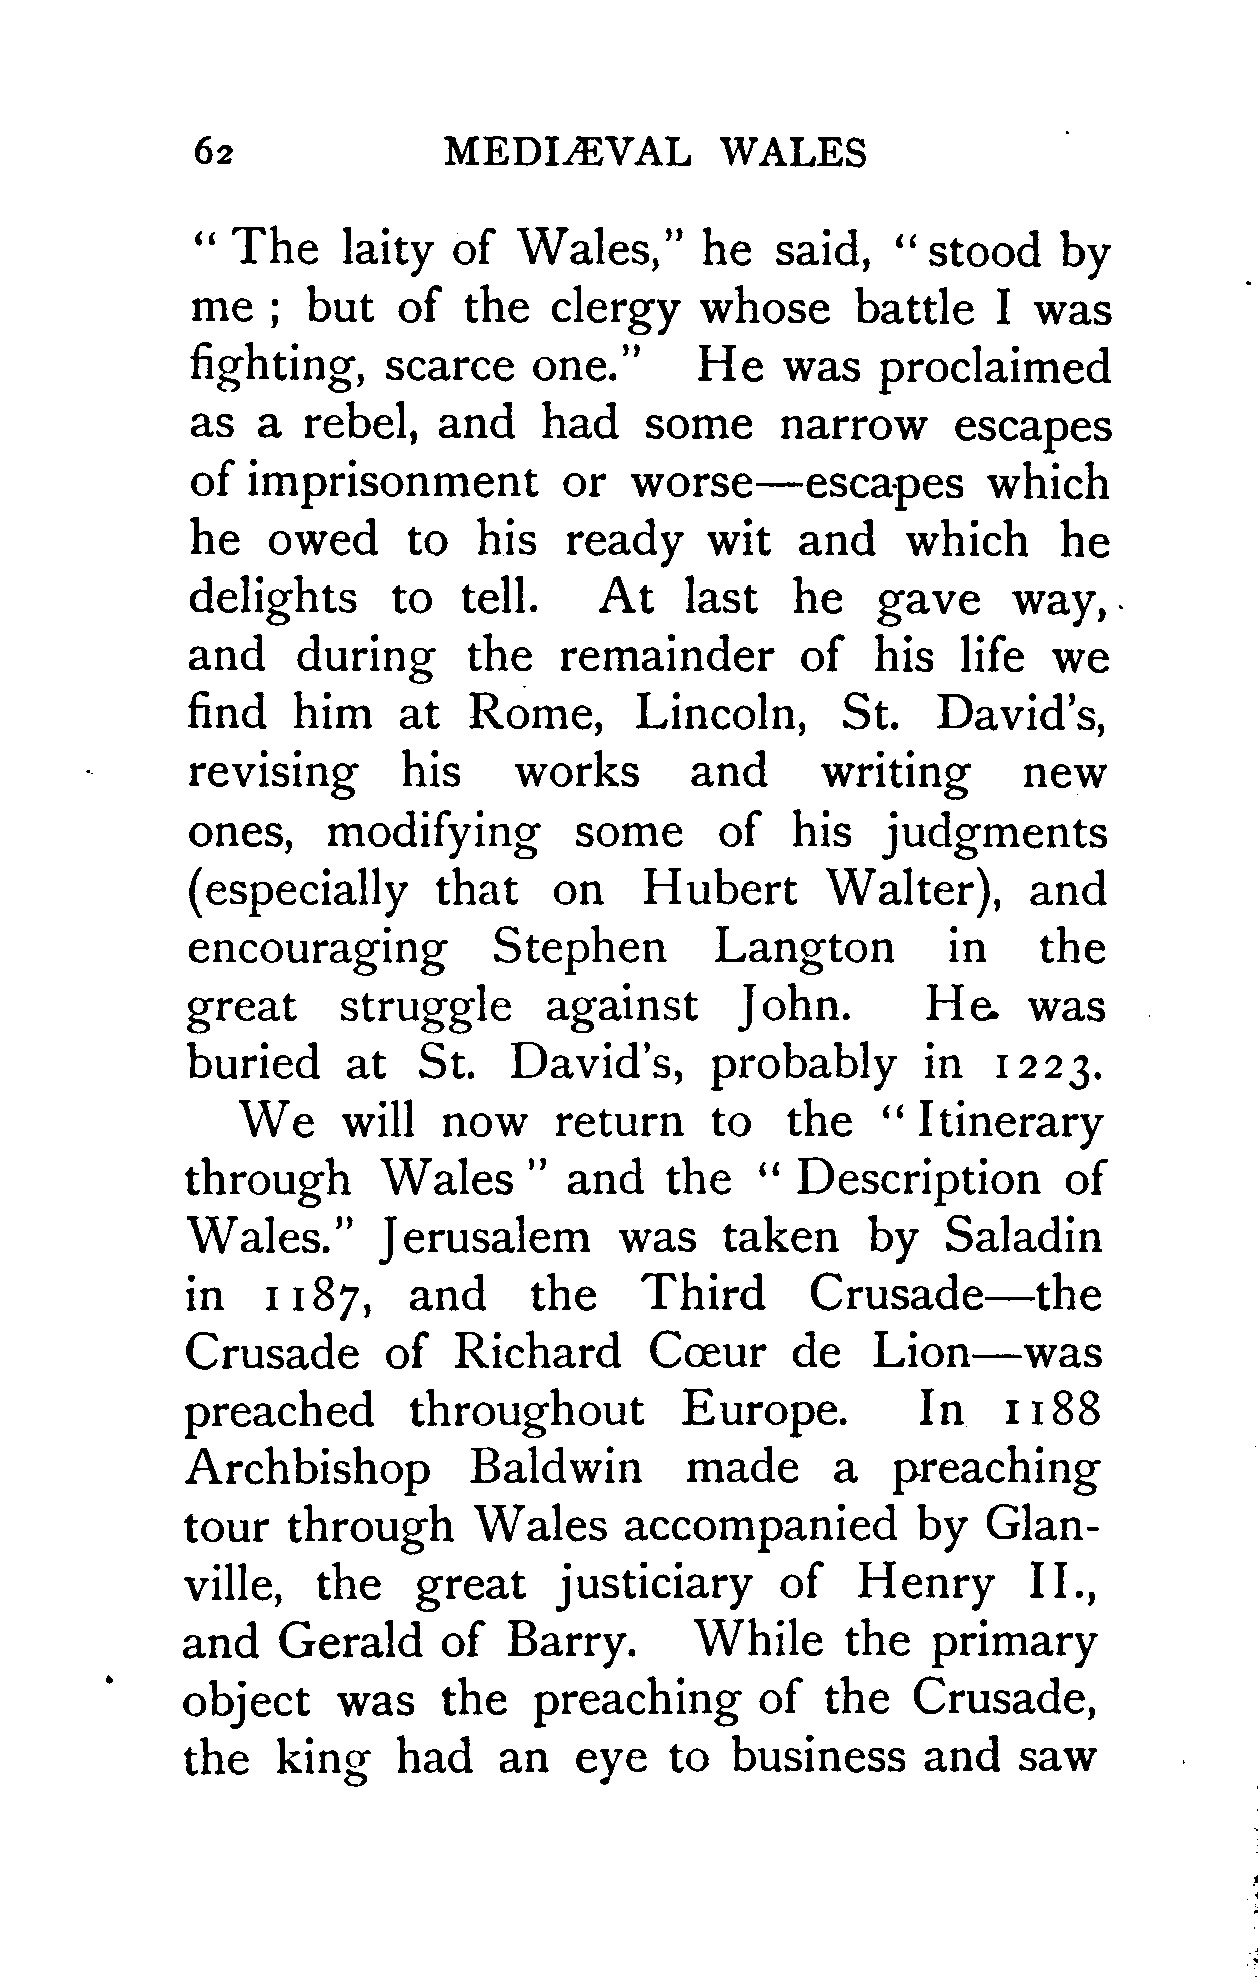 62 MEDIÆVAL WALES
“ The laity of Wales,” he said, “ stood by
me ; but of the clergy whose battle I was
fighting, scarce one.” He was proclaimed
as a rebel, and had some narrow escapes
of imprisonment or worse—escapes which
he owed to his ready wit and which he
delights to tell. At last he gave way,
and during the remainder of his life we
find him at Rome, Lincoln, St. David’s,
revising his works and writing new
ones, modifying some of his judgments
(especially that on Hubert Walter), and
encouraging Stephen Langton in the
great struggle against John. He was
buried at St. David’s, probably in 1223.
We will now return to the “ Itinerary
through Wales ” and the “ Description of
Wales.” Jerusalem was taken by Saladin
in 1187, and the Third Crusade—the
Crusade of Richard Cœur de Lion—was
preached throughout Europe. In 1188
Archbishop Baldwin made a preaching
tour through Wales accompanied by Glan-
ville, the great justiciary of Henry II.,
and Gerald of Barry. While the primary
object was the preaching of the Crusade,
the king had an eye to business and saw